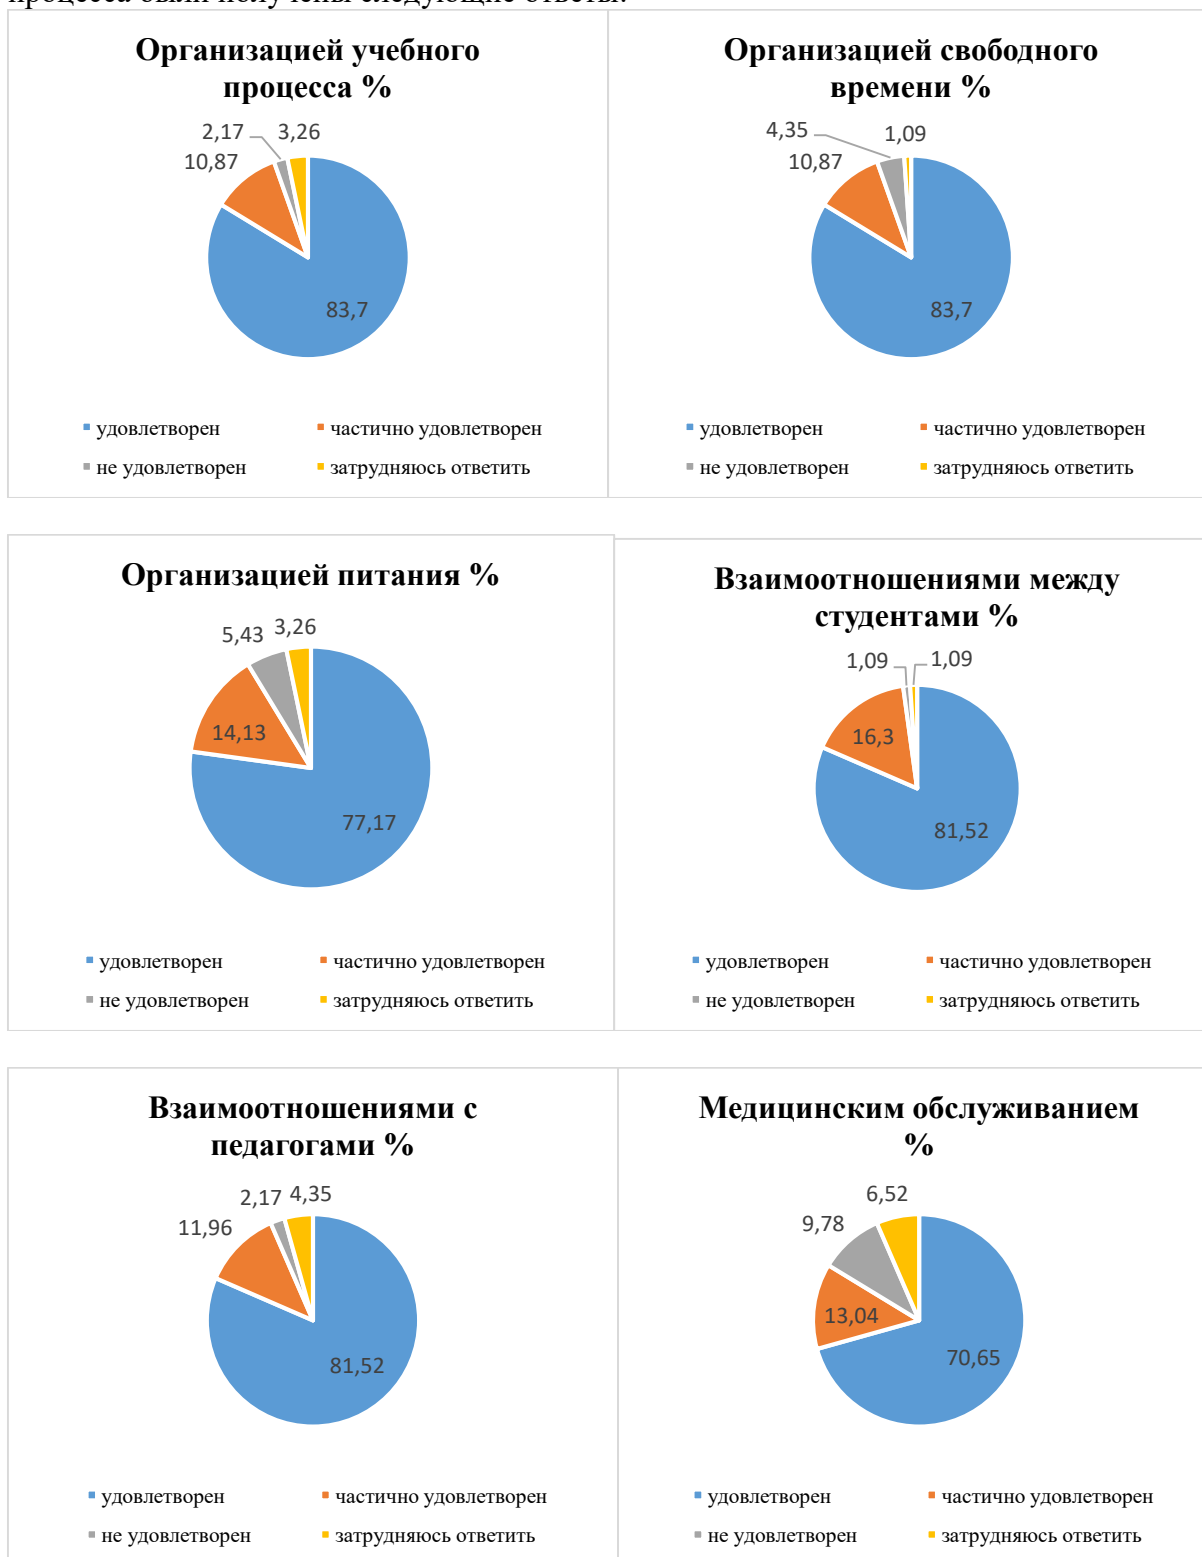 процесса были получены следующие ответы:
Организацией учебного
процесса %
2,17
3,26
10,87
83,7
удовлетворен
частично удовлетворен
не удовлетворен
затрудняюсь ответить
Организацией свободного
времени %
4,35
1,09
10,87
83,7
удовлетворен
частично удовлетворен
не удовлетворен
затрудняюсь ответить
Организацией питания %
5,43
3,26
14,13
77,17
удовлетворен
частично удовлетворен
не удовлетворен
затрудняюсь ответить
Взаимоотношениями между
студентами %
1,09
1,09
16,3
81,52
удовлетворен
частично удовлетворен
не удовлетворен
затрудняюсь ответить
Взаимоотношениями с
педагогами %
2,17
4,35
11,96
81,52
удовлетворен
частично удовлетворен
не удовлетворен
затрудняюсь ответить
Медицинским обслуживанием
%
6,52
9,78
13,04
70,65
удовлетворен
частично удовлетворен
не удовлетворен
затрудняюсь ответить